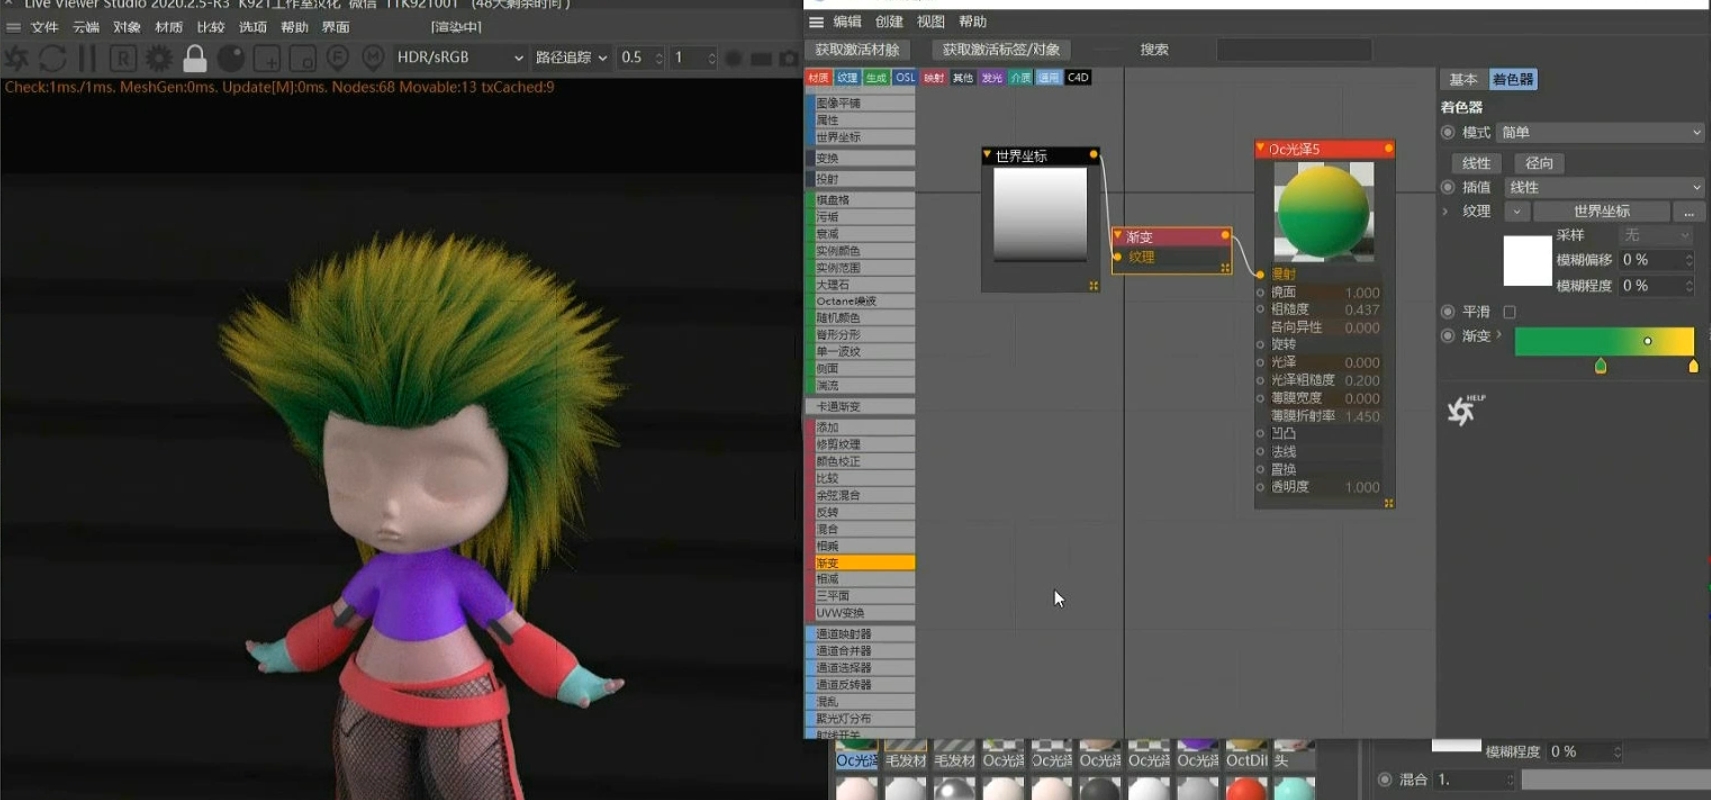 Live Viewer Studio 2020.2.5-R3 K921工作室汉化 微信 TTK921001 (48天剩余时间)
文件 云端 对象 材质 比较 选项 帮助 界面 [渲染中]
HDR/sRGB 路径追踪 0.5 1
Check:1ms./1ms. MeshGen:0ms. Update[M]:0ms. Nodes:68 Movable:13 txCached:9
编辑 创建 视图 帮助
获取激活材质 获取激活标签/对象 搜索
材质 纹理 生成 OSL 映射 其他 发光 介质 通用 C4D
图像平铺
属性
世界坐标
变换
投射
棋盘格
污垢
衰减
实例颜色
实例范围
大理石
Octane噪波
随机颜色
脊形分形
单一波纹
侧面
湍流
卡通渐变
添加
修剪纹理
颜色校正
比较
余弦混合
反转
混合
相乘
渐变
相减
三平面
UVW变换
通道映射器
通道合并器
通道选择器
通道反转器
混乱
聚光灯分布
射线开关
世界坐标
渐变
纹理
Oc光泽5
漫射
镜面 1.000
粗糙度 0.437
各向异性 0.000
旋转
光泽 0.000
光泽粗糙度 0.200
薄膜宽度 0.000
薄膜折射率 1.450
凹凸
法线
置换
透明度 1.000
基本 着色器
着色器
模式 简单
线性 径向
插值 线性
纹理 世界坐标 ...
采样 无
模糊偏移 0 %
模糊程度 0 %
平滑
渐变
HELP
Oc光泽 毛发材 毛发材 Oc光泽 Oc光泽 Oc光泽 Oc光泽 Oc光泽 OctDif 头
模糊程度 0 %
混合 1.